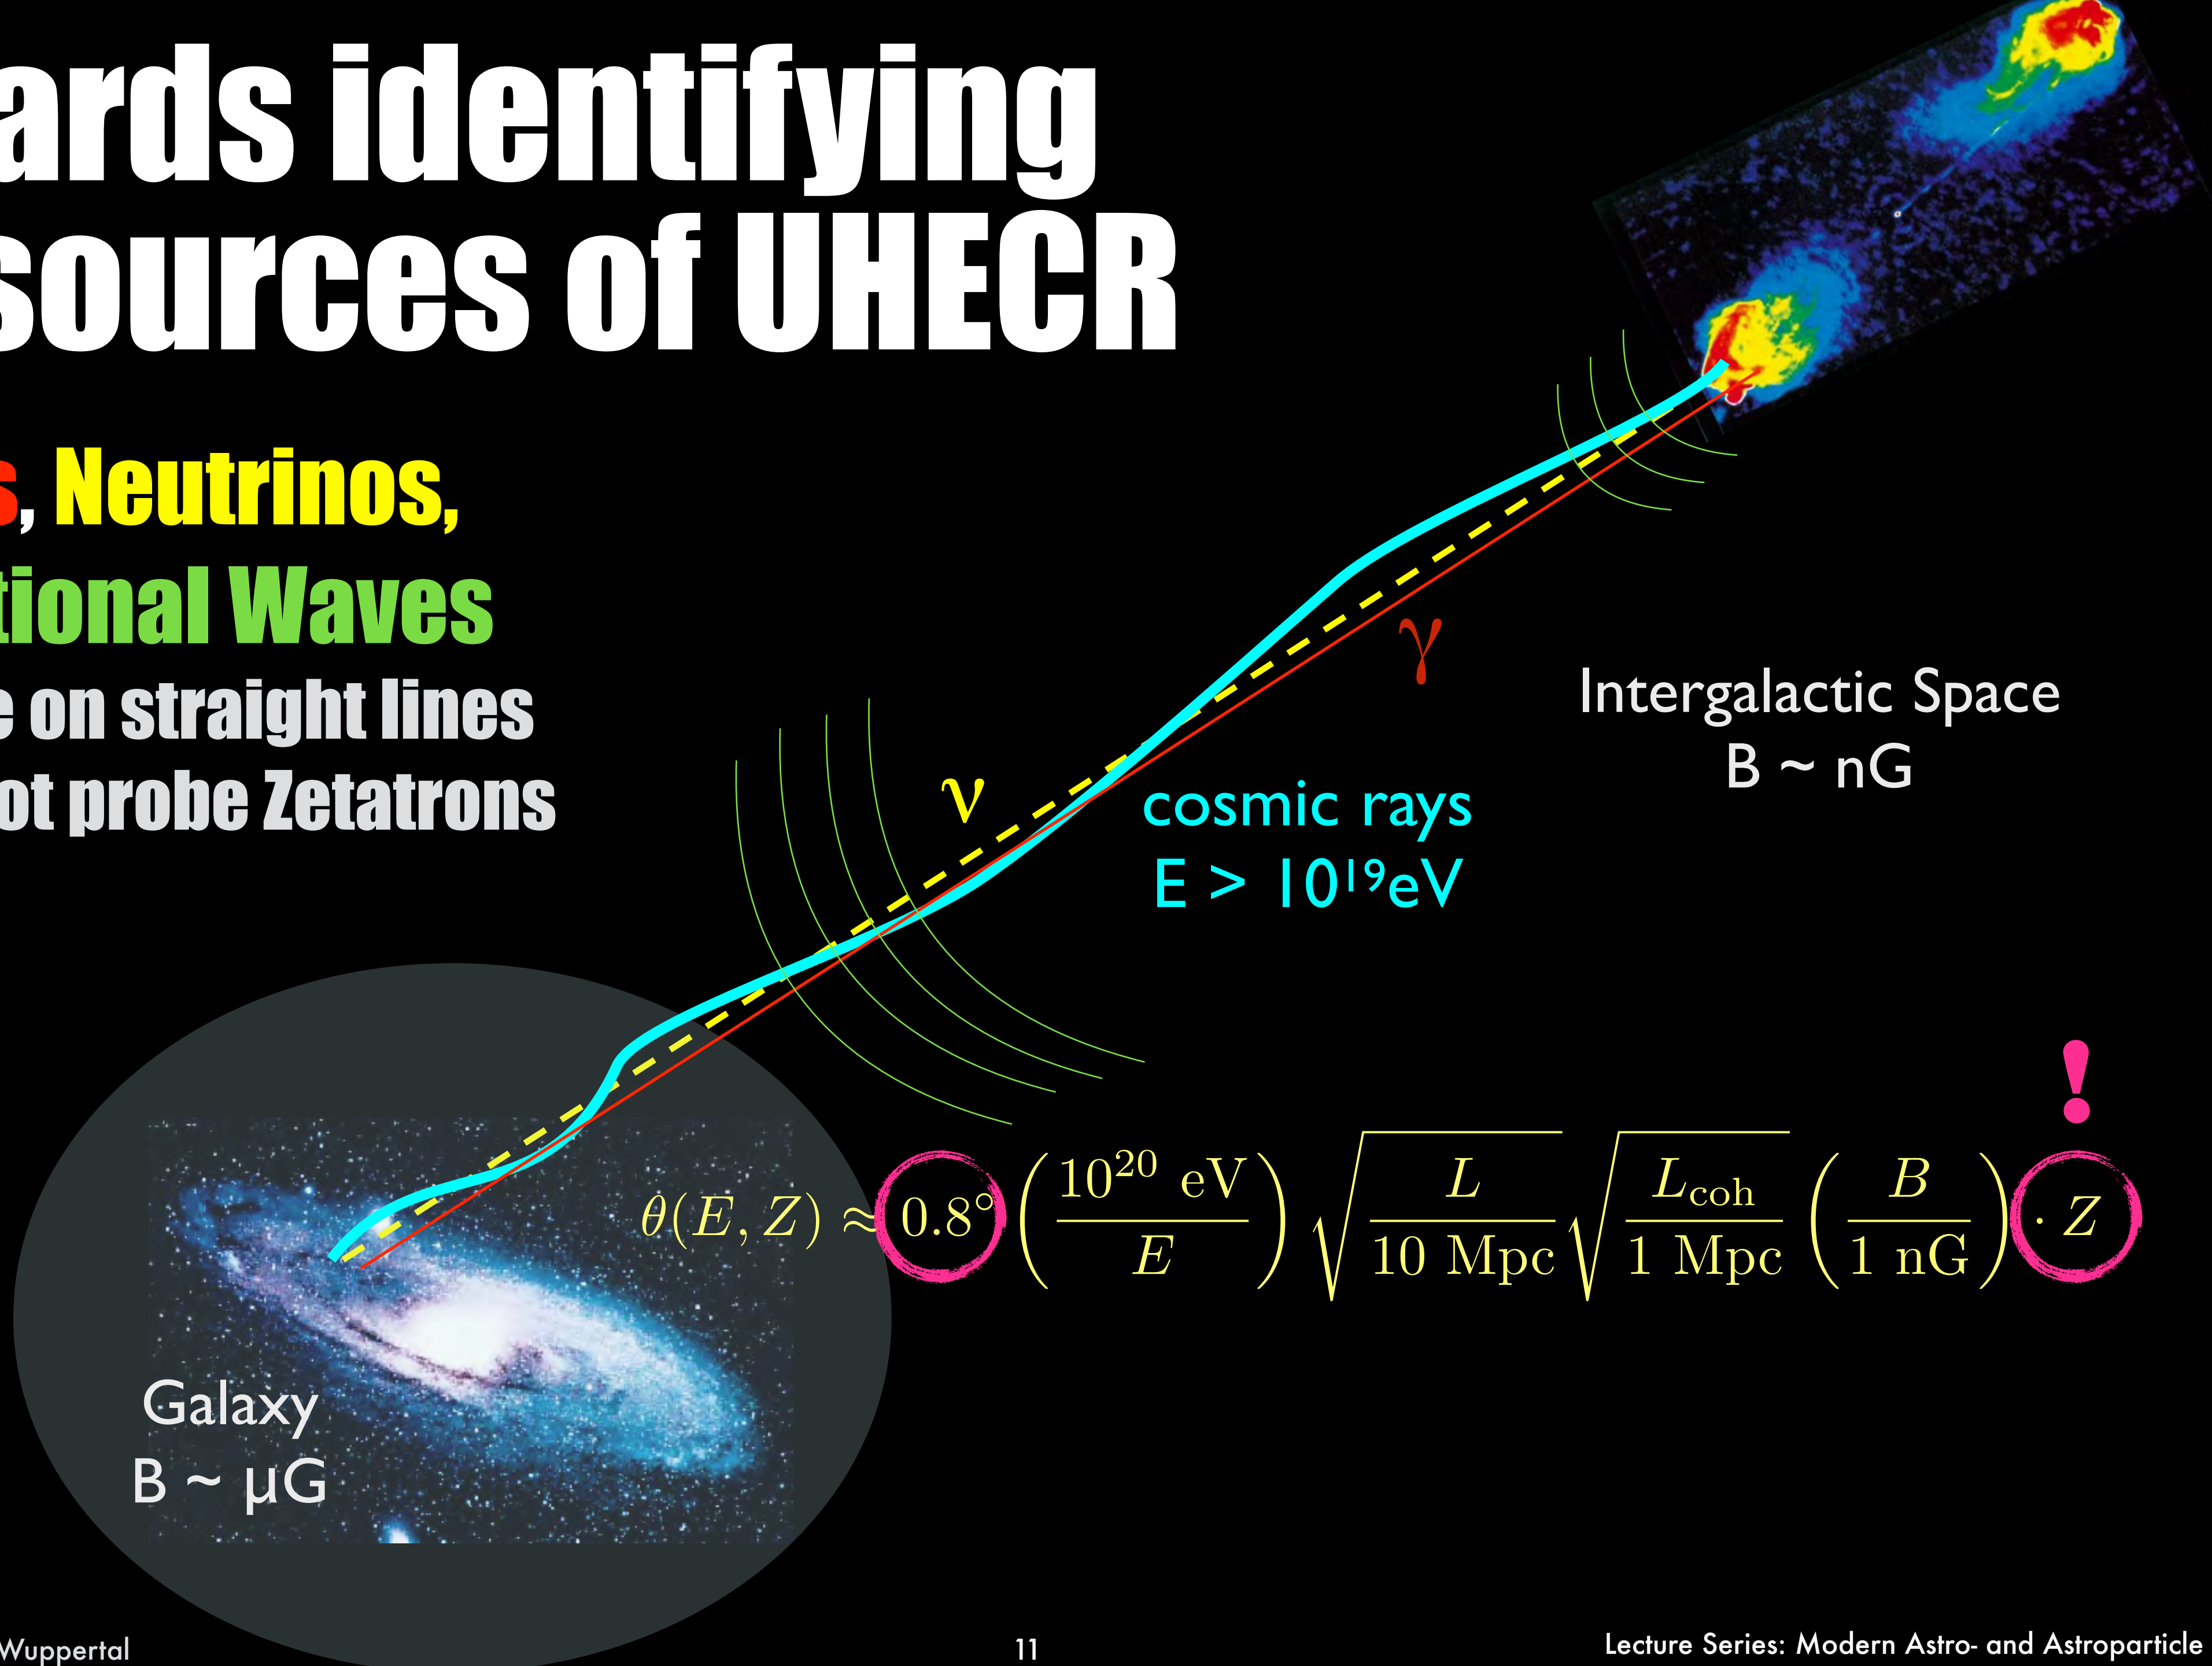 ards identifying
sources of UHECR
s, Neutrinos,
tional Waves
e on straight lines
ot probe Zetatrons
γ
Intergalactic Space
B ~ nG
ν
cosmic rays
E > 10¹⁹eV
!
θ(E, Z) ≈ 0.8° (10²⁰ eV / E) √(L / 10 Mpc) √(L_coh / 1 Mpc) (B / 1 nG) · Z
Galaxy
B ~ µG
Wuppertal
11
Lecture Series: Modern Astro- and Astroparticle